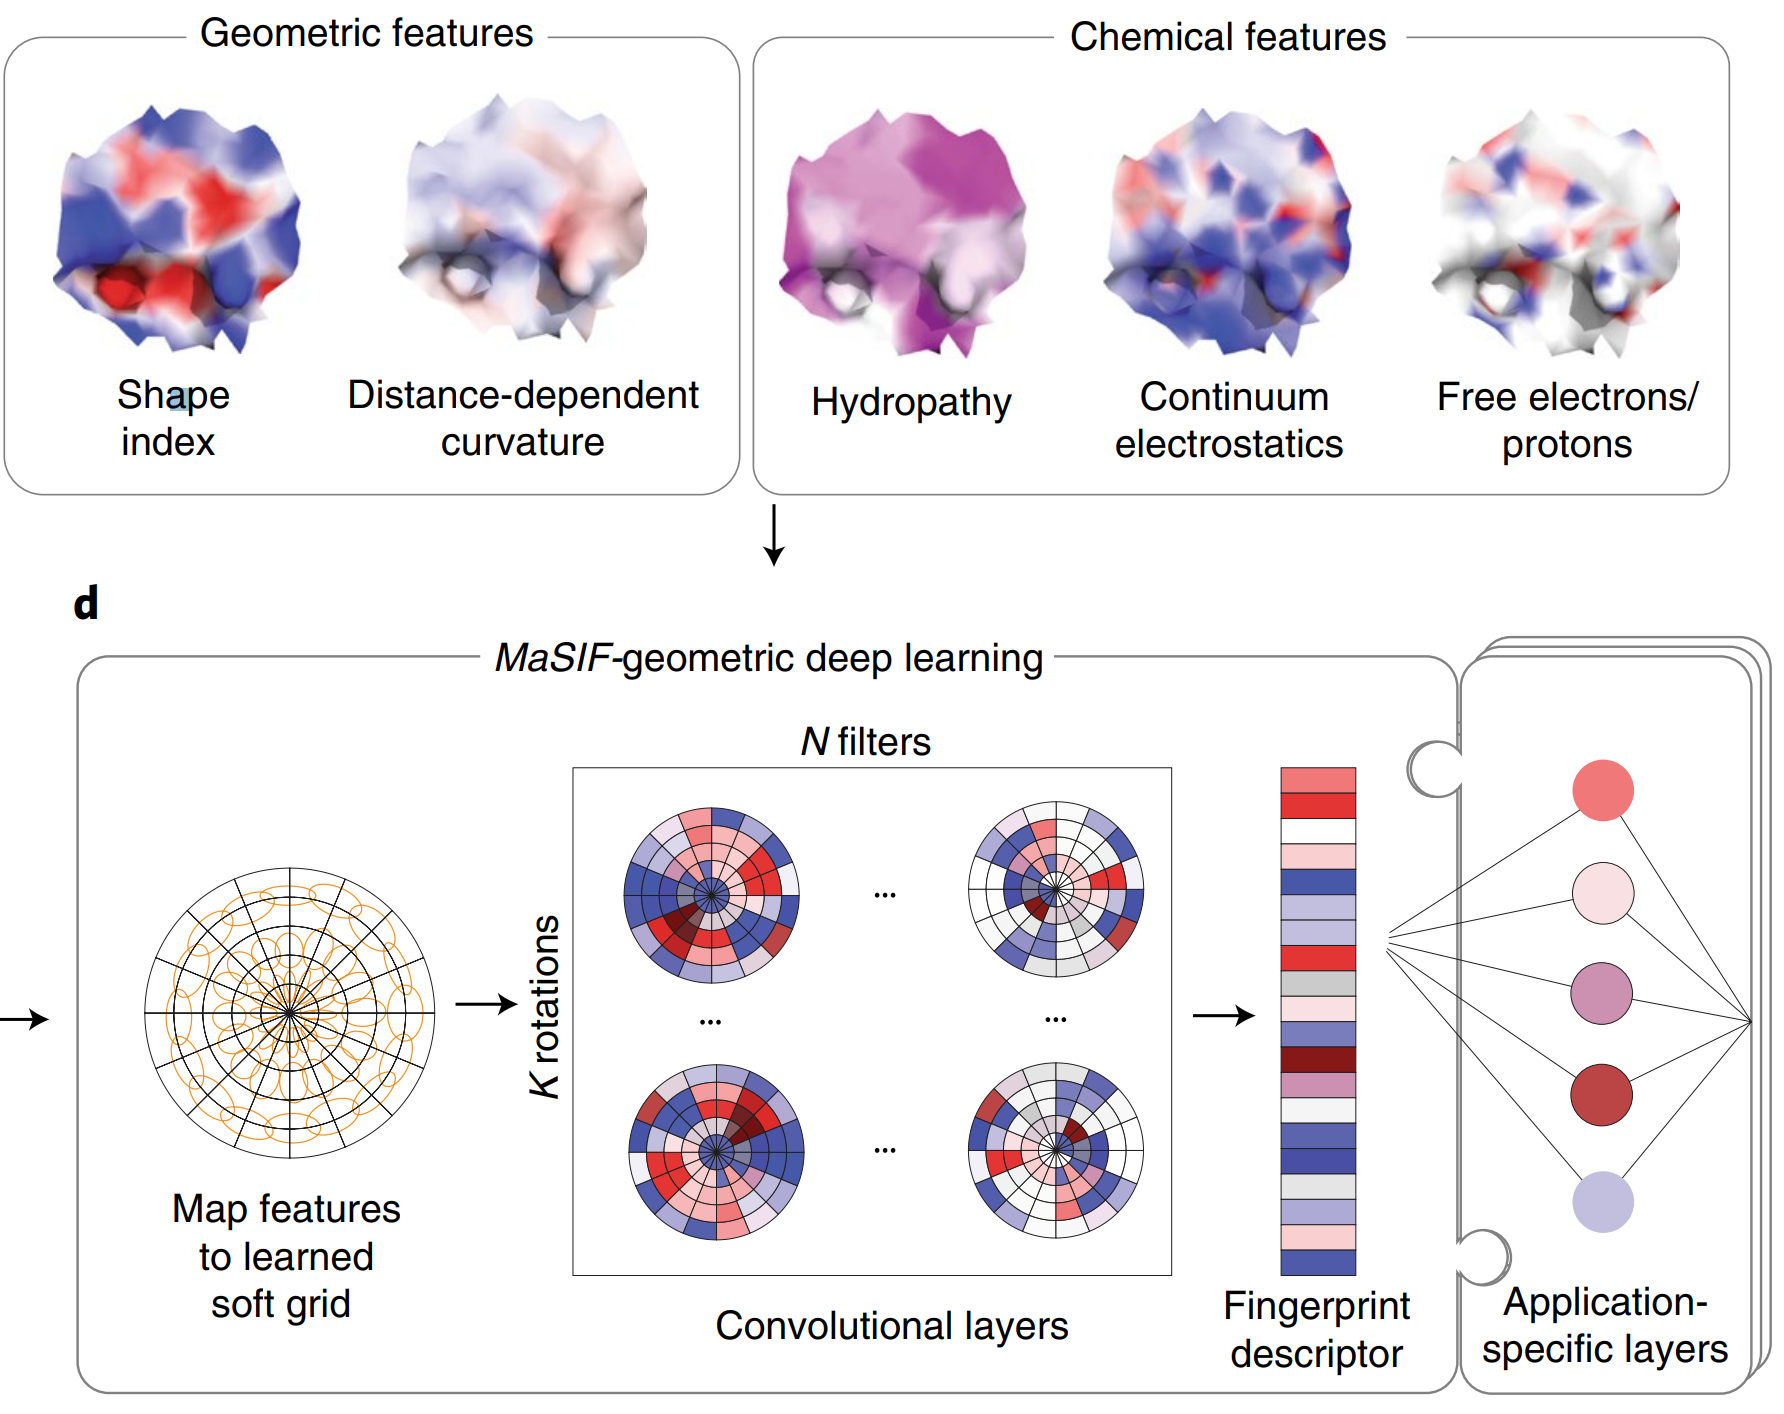 Geometric features
Chemical features
Shape
index
Distance-dependent
curvature
Hydropathy
Continuum
electrostatics
Free electrons/
protons
d
MaSIF-geometric deep learning
N filters
K rotations
...
...
...
...
Map features
to learned
soft grid
Convolutional layers
Fingerprint
descriptor
Application-
specific layers